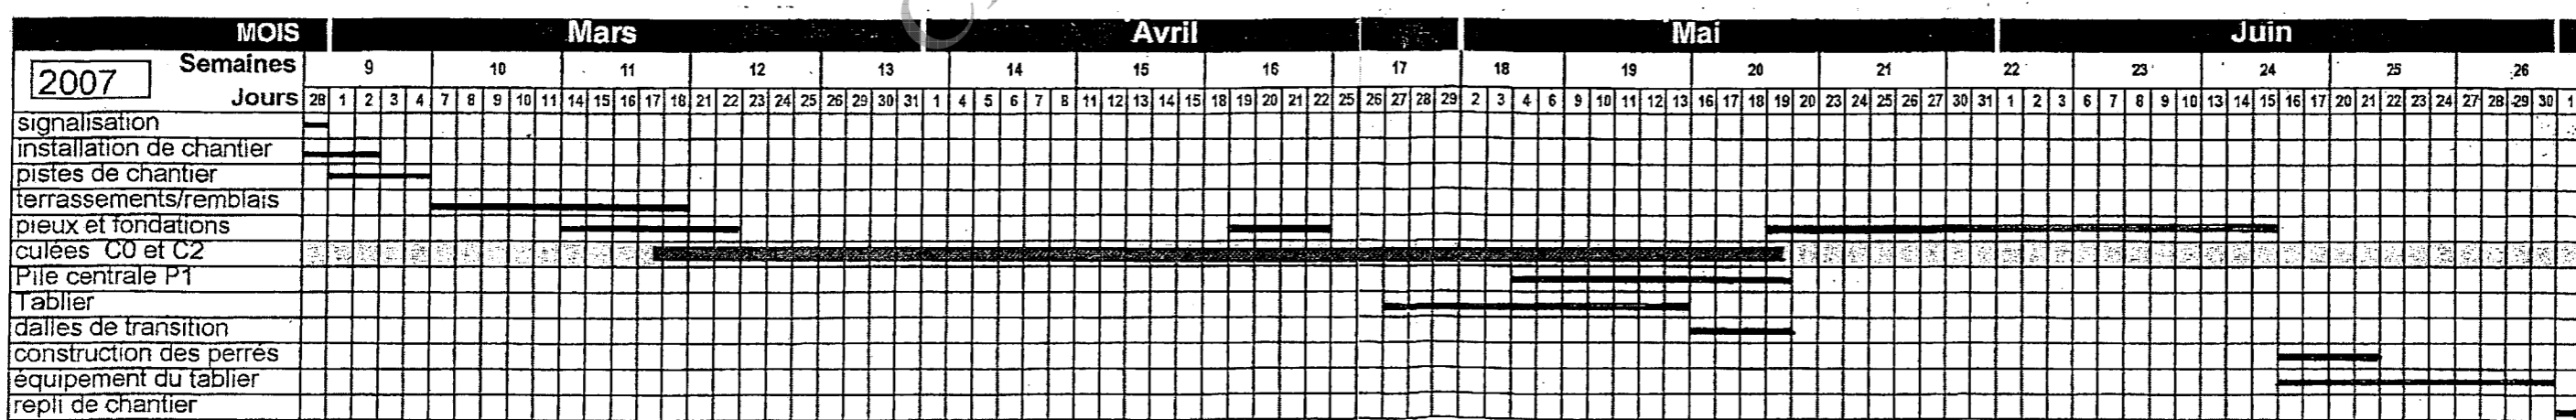 MOIS Mars Avril Mai Juin
2007 Semaines 9 10 11 12 13 14 15 16 17 18 19 20 21 22 23 24 25 26
Jours 28 1 2 3 4 7 8 9 10 11 14 15 16 17 18 21 22 23 24 25 26 29 30 31 1 4 5 6 7 8 11 12 13 14 15 18 19 20 21 22 25 26 27 28 29 2 3 4 6 9 10 11 12 13 16 17 18 19 20 23 24 25 26 27 30 31 1 2 3 6 7 8 9 10 13 14 15 16 17 20 21 22 23 24 27 28 29 30 1
signalisation
installation de chantier
pistes de chantier
terrassements/remblais
pieux et fondations
culées C0 et C2
Pile centrale P1
Tablier
dalles de transition
construction des perrés
équipement du tablier
repli de chantier